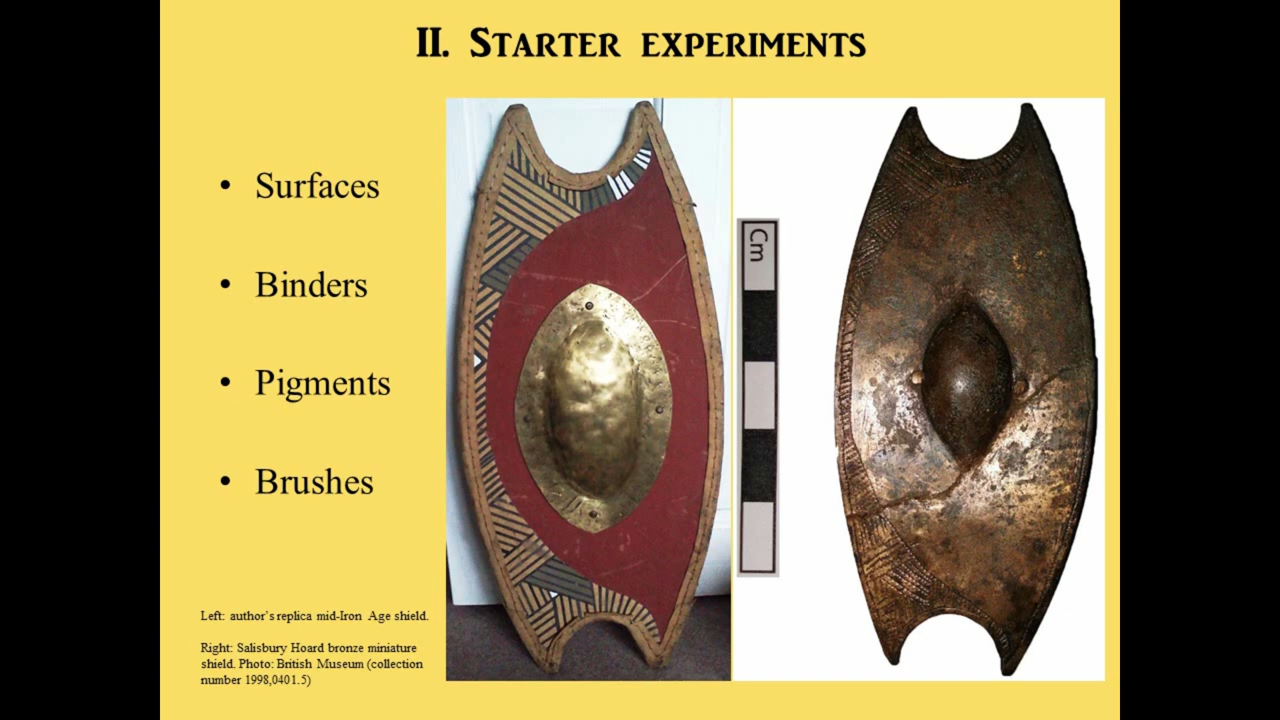 II. Starter experiments
• Surfaces
• Binders
• Pigments
• Brushes
Cm
Left: author's replica mid-Iron Age shield.
Right: Salisbury Hoard bronze miniature
shield. Photo: British Museum (collection
number 1998,0401.5)